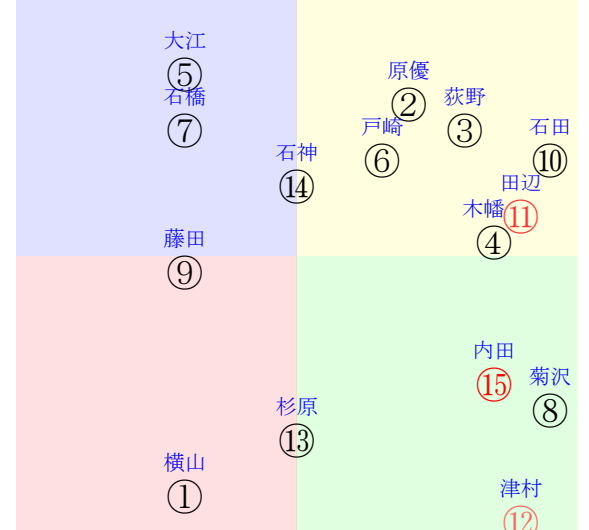 大江
⑤
原優
②
石橋
⑦
荻野
③
戸崎
⑥
石田
⑩
石神
⑭
田辺
⑪
木幡
④
藤田
⑨
内田
⑮
菊沢
⑧
杉原
⑬
横山
①
津村
⑫